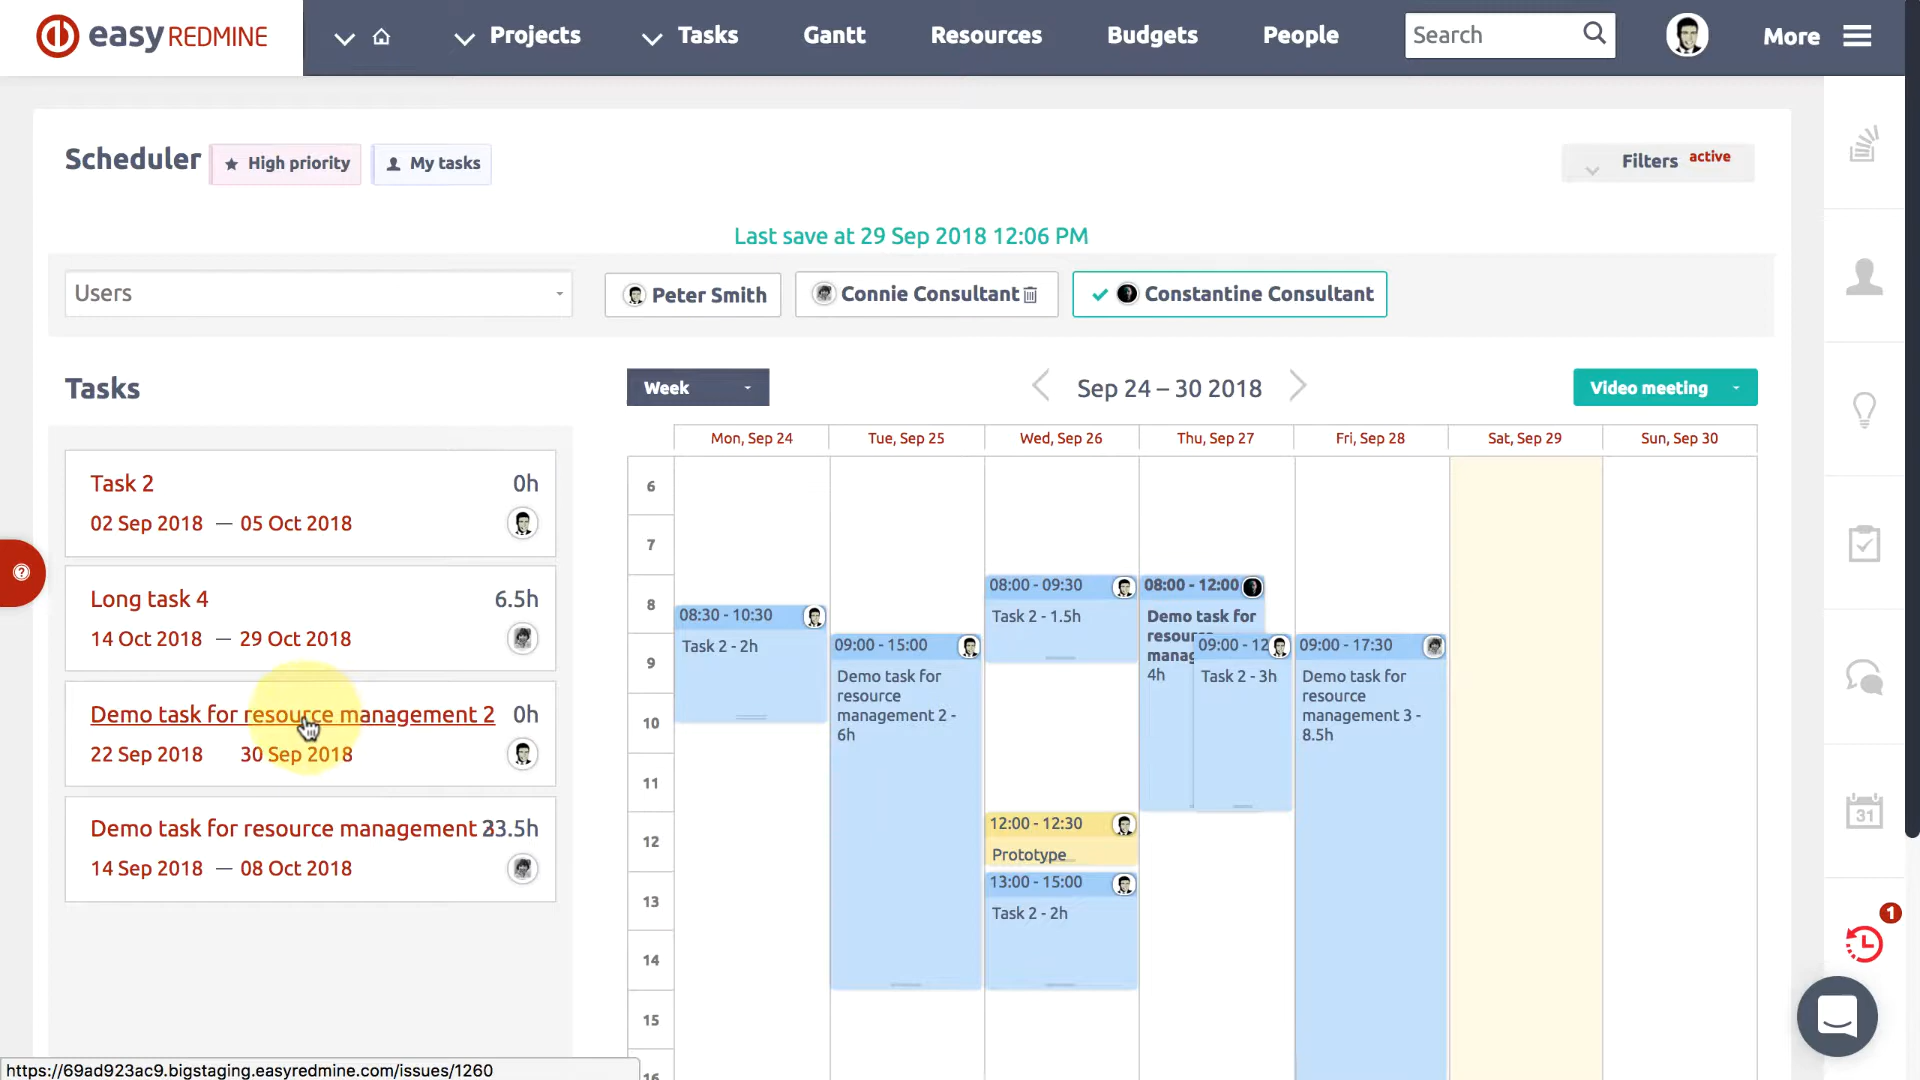 easy REDMINE
Projects
Tasks
Gantt
Resources
Budgets
People
Search
More
Scheduler
High priority
My tasks
Filters active
Last save at 29 Sep 2018 12:06 PM
Users
Peter Smith
Connie Consultant
Constantine Consultant
Tasks
Week
Sep 24 – 30 2018
Video meeting
Task 2 0h
02 Sep 2018 — 05 Oct 2018
Long task 4 6.5h
14 Oct 2018 — 29 Oct 2018
Demo task for resource management 2 0h
22 Sep 2018 30 Sep 2018
Demo task for resource management 3.5h
14 Sep 2018 — 08 Oct 2018
Mon, Sep 24
Tue, Sep 25
Wed, Sep 26
Thu, Sep 27
Fri, Sep 28
Sat, Sep 29
Sun, Sep 30
6
7
8
9
10
11
12
13
14
15
16
08:30 - 10:30
Task 2 - 2h
09:00 - 15:00
Demo task for
resource
management 2 -
6h
08:00 - 09:30
Task 2 - 1.5h
12:00 - 12:30
Prototype
13:00 - 15:00
Task 2 - 2h
08:00 - 12:00
Demo task for
4h
09:00 - 12
Task 2 - 3h
09:00 - 17:30
Demo task for
resource
management 3 -
8.5h
31
1
https://69ad923ac9.bigstaging.easyredmine.com/issues/1260